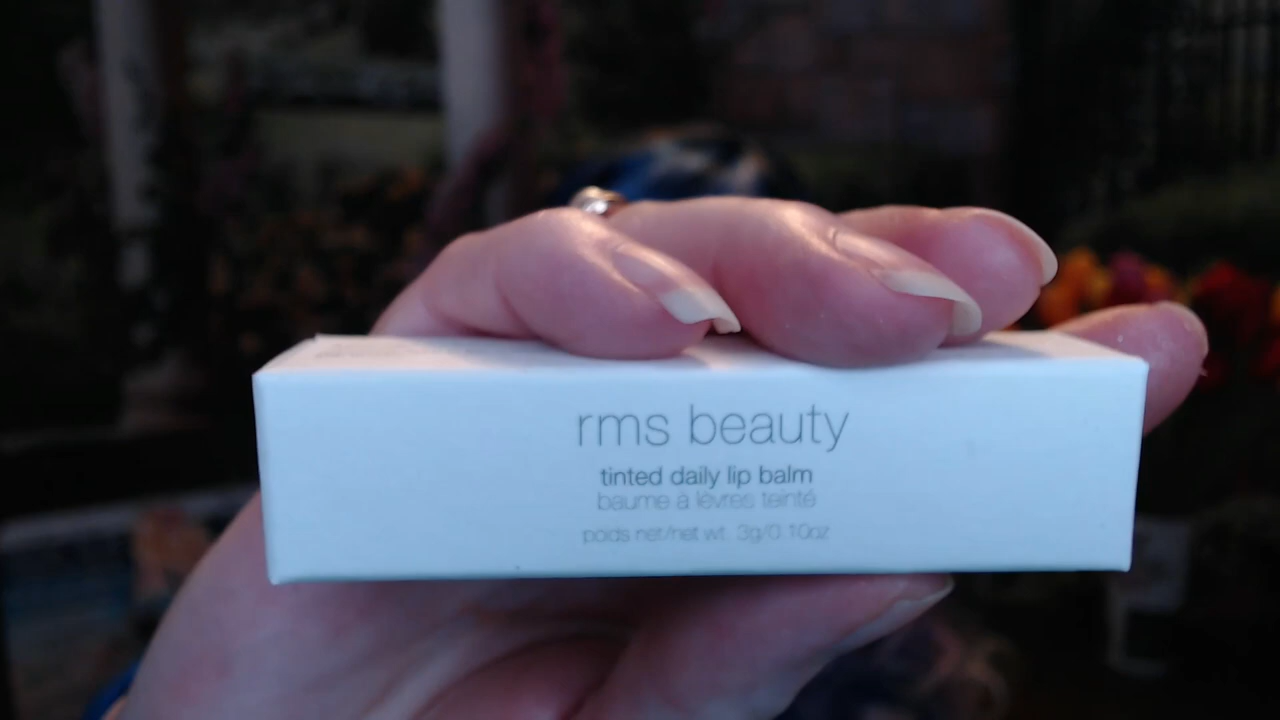 rms beauty
tinted daily lip balm
baume à lèvres teinté
poids net/net wt. 3g/0.10oz